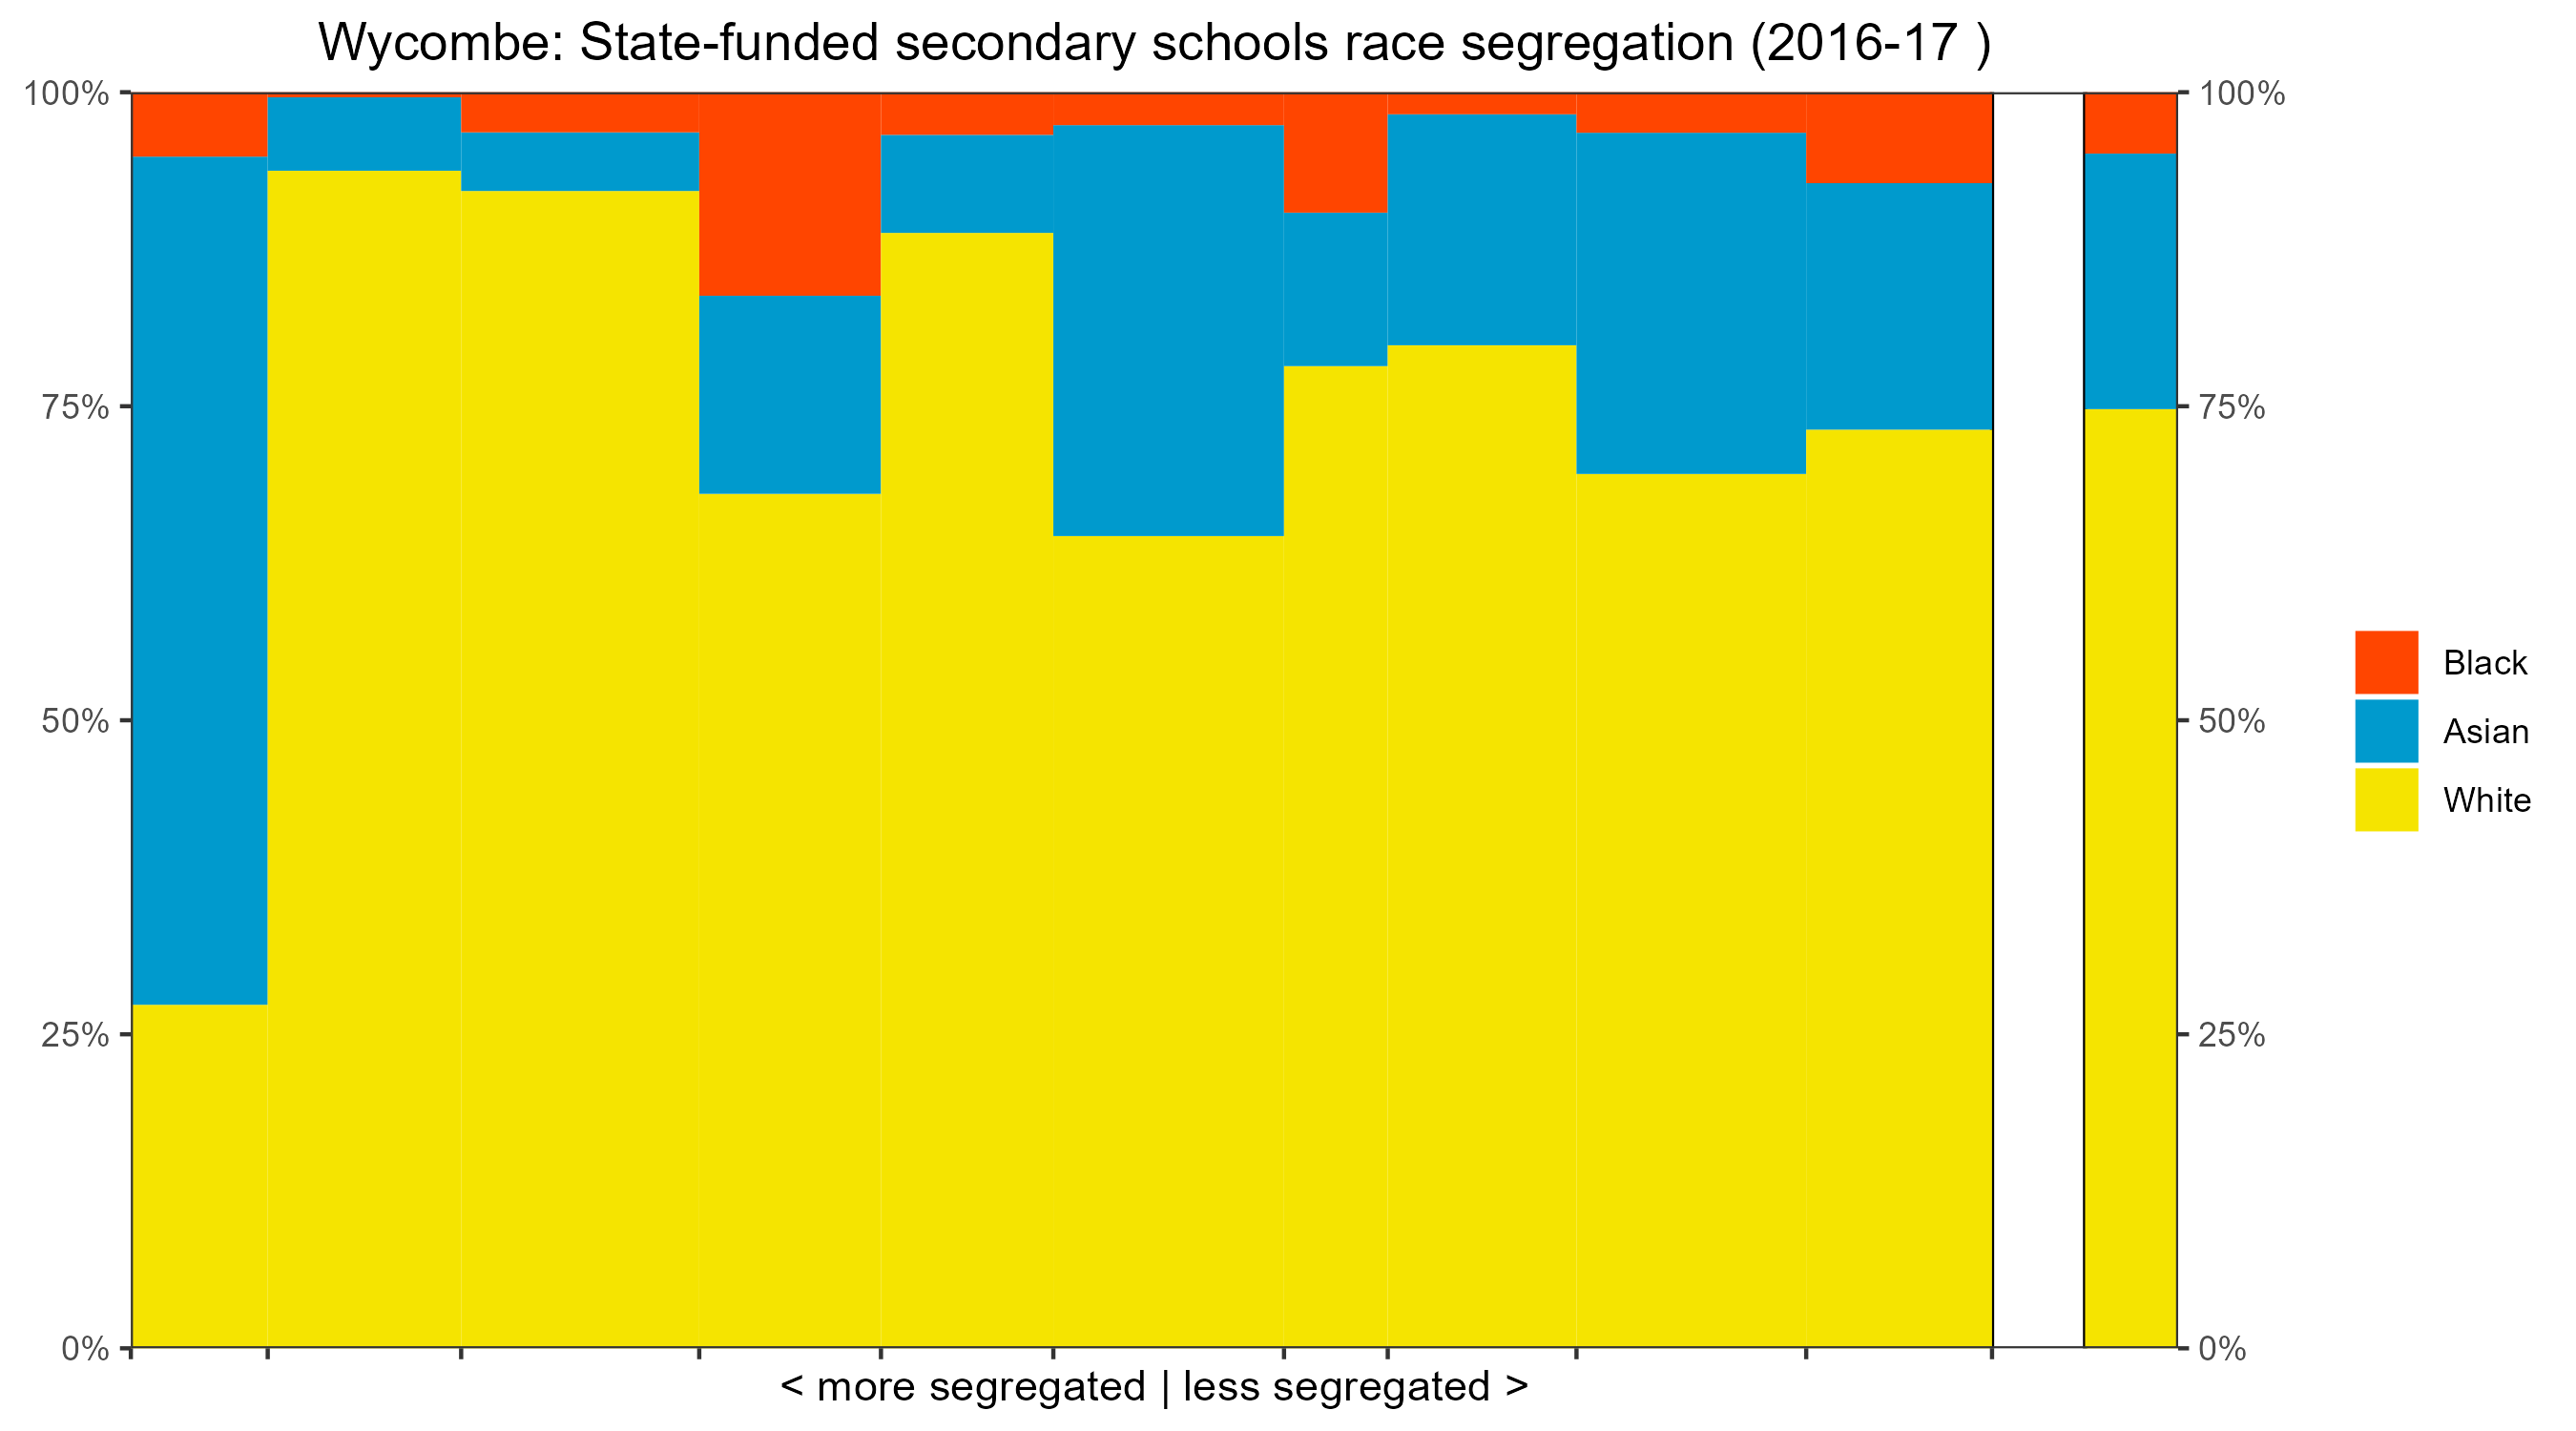 Wycombe: State-funded secondary schools race segregation (2016-17 )
100%
75%
50%
25%
0%
100%
75%
50%
25%
0%
Black
Asian
White
< more segregated | less segregated >